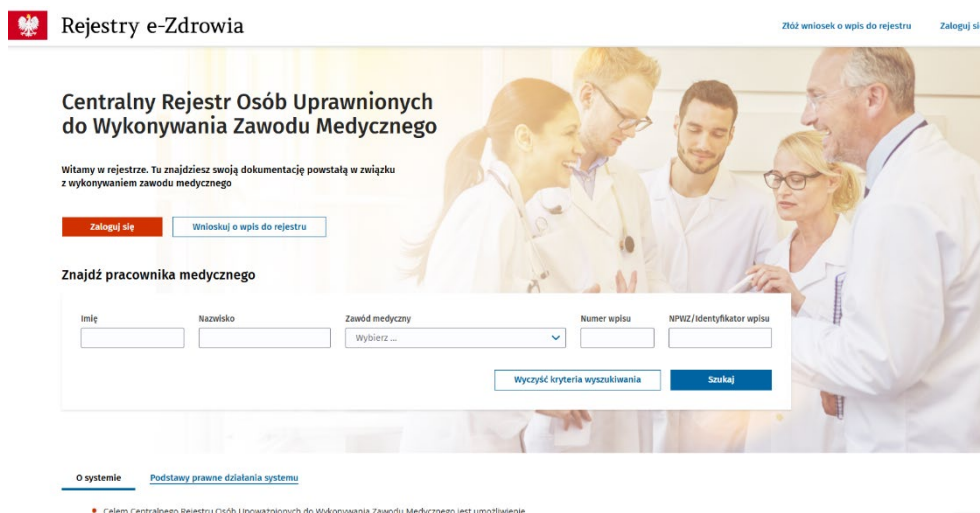 Rejestry e-Zdrowia
Złóż wniosek o wpis do rejestru
Zaloguj si
Centralny Rejestr Osób Uprawnionych
do Wykonywania Zawodu Medycznego
Witamy w rejestrze. Tu znajdziesz swoją dokumentację powstałą w związku
z wykonywaniem zawodu medycznego
Zaloguj się
Wnioskuj o wpis do rejestru
Znajdź pracownika medycznego
Imię
Nazwisko
Zawód medyczny
Numer wpisu
NPWZ/Identyfikator wpisu
Wybierz ...
Wyczyść kryteria wyszukiwania
Szukaj
O systemie
Podstawy prawne działania systemu
Celem Centralnego Rejestru Osób Upoważnionych do Wykonywania Zawodu Medycznego jest umożliwienie